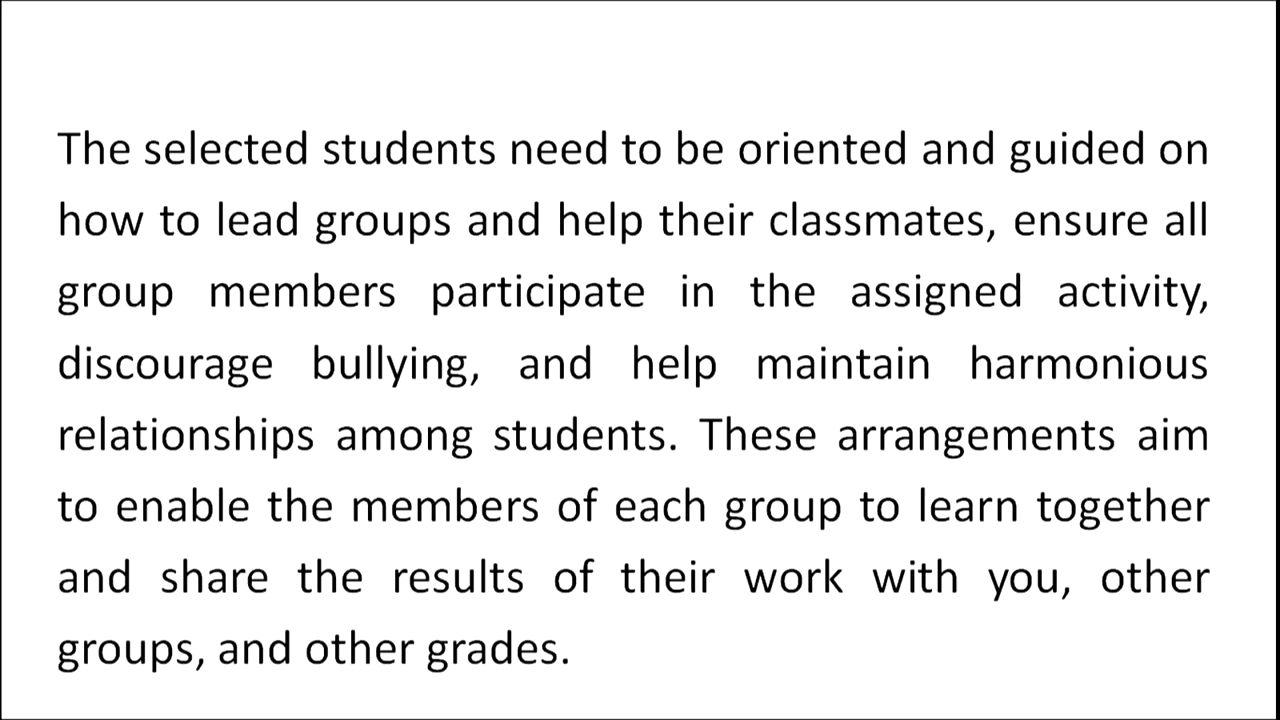 The selected students need to be oriented and guided on
how to lead groups and help their classmates, ensure all
group members participate in the assigned activity,
discourage bullying, and help maintain harmonious
relationships among students. These arrangements aim
to enable the members of each group to learn together
and share the results of their work with you, other
groups, and other grades.